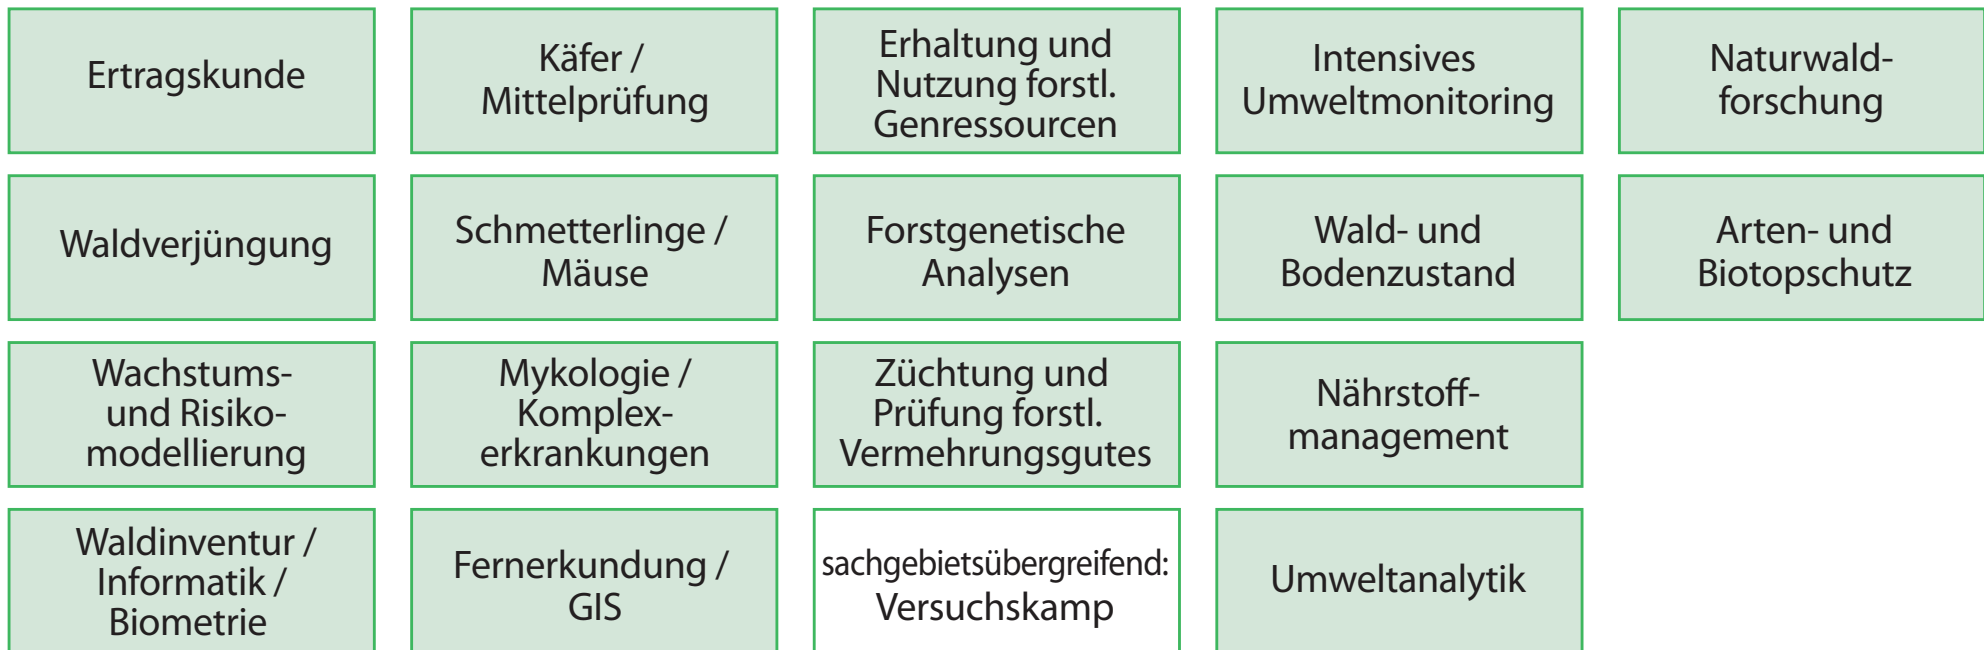 Ertragskunde
Käfer /
Mittelprüfung
Erhaltung und
Nutzung forstl.
Genressourcen
Intensives
Umweltmonitoring
Naturwald-
forschung
Waldverjüngung
Schmetterlinge /
Mäuse
Forstgenetische
Analysen
Wald- und
Bodenzustand
Arten- und
Biotopschutz
Wachstums-
und Risiko-
modellierung
Mykologie /
Komplex-
erkrankungen
Züchtung und
Prüfung forstl.
Vermehrungsgutes
Nährstoff-
management
Waldinventur /
Informatik /
Biometrie
Fernerkundung /
GIS
sachgebietsübergreifend:
Versuchskamp
Umweltanalytik